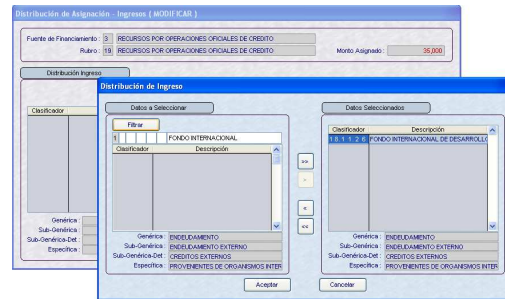 Distribución de Asignación - Ingresos ( MODIFICAR )
Fuente de Financiamiento : 3 RECURSOS POR OPERACIONES OFICIALES DE CREDITO
Rubro : 19 RECURSOS POR OPERACIONES OFICIALES DE CREDITO Monto Asignado : 35,000
Distribución Ingreso
Clasificador
Genérica :
Sub-Genérica :
Sub-Genérica-Det :
Específica :
Distribución de Ingreso
Datos a Seleccionar
Filtrar
1 FONDO INTERNACIONAL
Clasificador Descripción
Genérica : ENDEUDAMIENTO
Sub-Genérica : ENDEUDAMIENTO EXTERNO
Sub-Genérica-Det : CREDITOS EXTERNOS
Específica : PROVENIENTES DE ORGANISMOS INTER
>>
>
<
<<
Datos Seleccionados
Clasificador Descripción
1 8 1 1 2 6 FONDO INTERNACIONAL DE DESARROLLO
Genérica : ENDEUDAMIENTO
Sub-Genérica : ENDEUDAMIENTO EXTERNO
Sub-Genérica-Det : CREDITOS EXTERNOS
Específica : PROVENIENTES DE ORGANISMOS INTER
Aceptar Cancelar